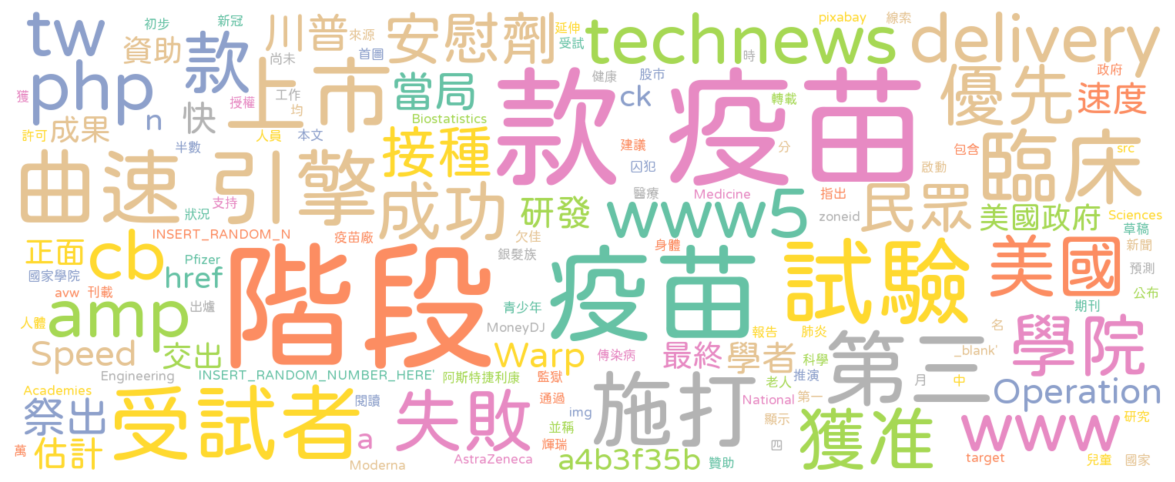 tw
初步
新冠
川普
來源
首圖
安慰劑
延伸
受試
technews
pixabay
線索
delivery
資助
款
尚未
當局
健康
股市
時
轉載
優先
政府
速度
php
獲
授權
工作
均
上市
款 疫苗
ck
n
快
許可
成果
人員
本文
半數
Biostatistics
接種
建議
囚犯
分
包含
啟動
臨床
src
曲速 引擎
狀況
支持
成功
研發
醫療
Medicine
www5
指出
zoneid
民眾
美國政府
Sciences
草稿
INSERT_RANDOM_N
疫苗廠
欠佳
銀髮族
身體
正面
cb
Pfizer
國家學院
href
avw
刊載
階段
疫苗
試驗
美國
新聞
預測
公布
期刊
青少年
MoneyDJ
amp
出爐
人體
報告
肺炎
名
學院
Speed
交出
Warp
傳染病
最終
學者
科學
第三
_blank'
Engineering
INSERT_RANDOM_NUMBER_HERE'
阿斯特捷利康
監獄
老人
推演
月
中
Academies
受試者
閱讀
失敗
通過
施打
National
第一
Operation
祭出
img
並稱
顯示
獲准
www
研究
萬
估計
a
輝瑞
Moderna
AstraZeneca
a4b3f35b
贊助
四
target
兒童
國家